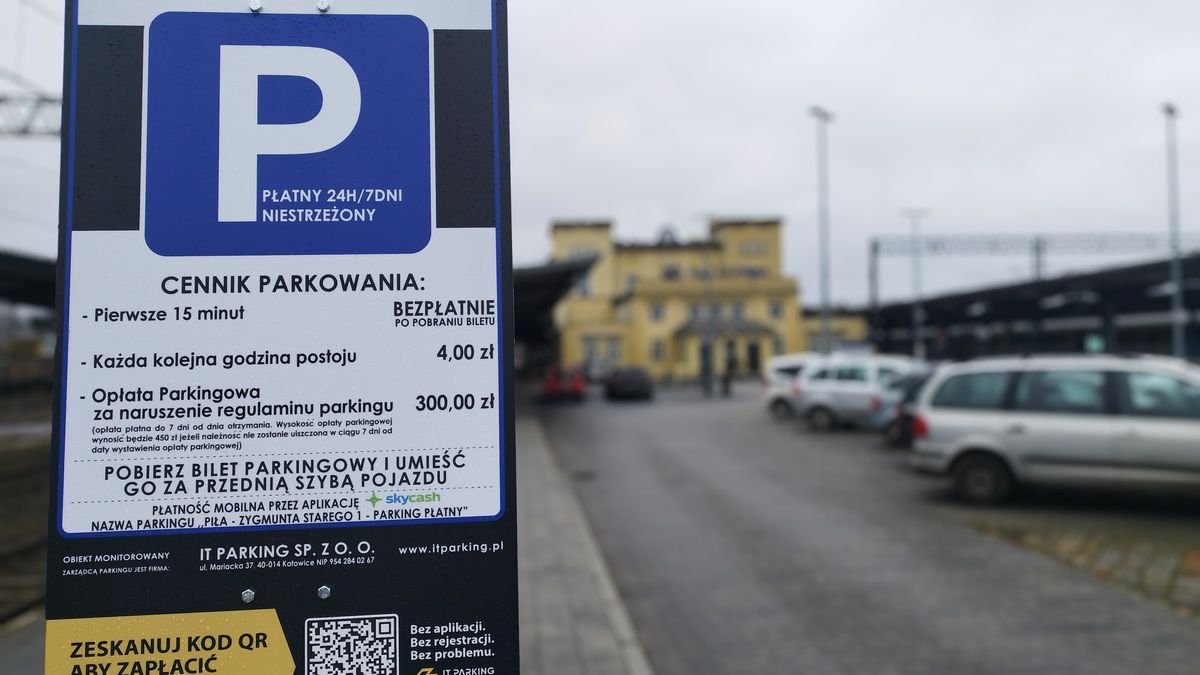 P
PŁATNY 24H/7DNI
NIESTRZEŻONY
CENNIK PARKOWANIA:
- Pierwsze 15 minut BEZPŁATNIE
PO POBRANIU BILETU
- Każda kolejna godzina postoju 4,00 zł
- Opłata Parkingowa
za naruszenie regulaminu parkingu 300,00 zł
(opłata płatna do 7 dni od dnia otrzymania. Wysokość opłaty parkingowej
wynosić będzie 450 zł jeżeli należność nie zostanie uiszczona w ciągu 7 dni od
daty wystawienia opłaty parkingowej)
POBIERZ BILET PARKINGOWY I UMIEŚĆ
GO ZA PRZEDNIĄ SZYBĄ POJAZDU
PŁATNOŚĆ MOBILNA PRZEZ APLIKACJĘ skycash
NAZWA PARKINGU ,,PIŁA - ZYGMUNTA STAREGO 1 - PARKING PŁATNY"
OBIEKT MONITOROWANY
ZARZĄDCĄ PARKINGU JEST FIRMA:
IT PARKING SP. Z O. O. www.itparking.pl
ul. Mariacka 37, 40-014 Katowice NIP 954 284 02 67
ZESKANUJ KOD QR
ABY ZAPŁACIĆ
Bez aplikacji.
Bez rejestracji.
Bez problemu.
IT PARKING